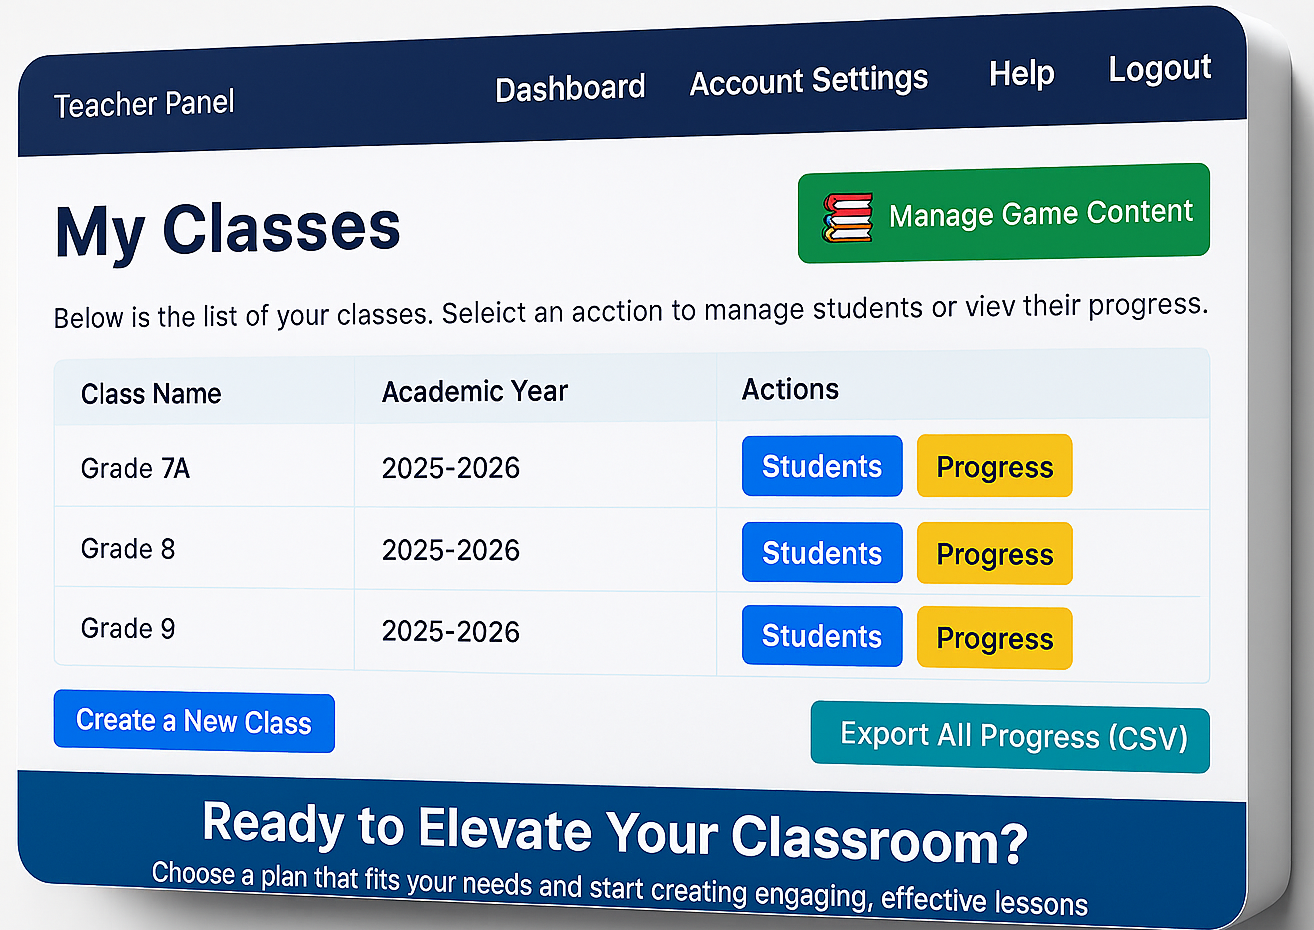 Teacher Panel Dashboard Account Settings Help Logout
My Classes
Manage Game Content
Below is the list of your classes. Seleict an acction to manage students or viev their progress.
Class Name Academic Year Actions
Grade 7A 2025-2026 Students Progress
Grade 8 2025-2026 Students Progress
Grade 9 2025-2026 Students Progress
Create a New Class Export All Progress (CSV)
Ready to Elevate Your Classroom?
Choose a plan that fits your needs and start creating engaging, effective lessons